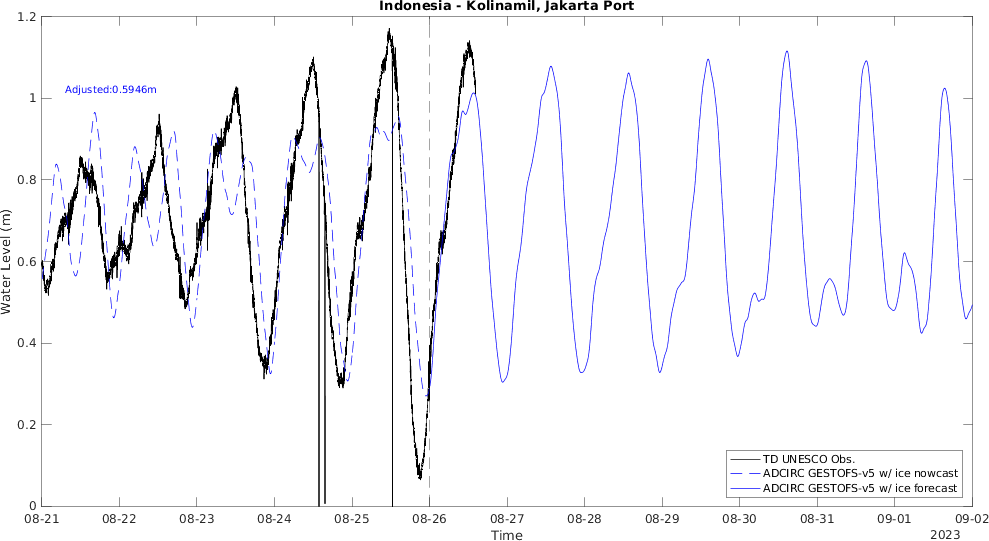 Indonesia - Kolinamil, Jakarta Port
1.2
1
0.8
0.6
0.4
0.2
0
Water Level (m)
Adjusted:0.5946m
TD UNESCO Obs.
ADCIRC GESTOFS-v5 w/ ice nowcast
ADCIRC GESTOFS-v5 w/ ice forecast
08-21 08-22 08-23 08-24 08-25 08-26 08-27 08-28 08-29 08-30 08-31 09-01 09-02
Time
2023